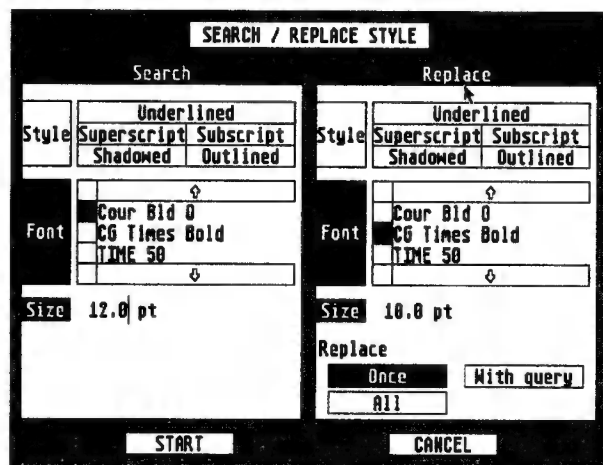 SEARCH / REPLACE STYLE
Search
Style
Underlined
Superscript Subscript
Shadowed Outlined
Font
Cour Bld 0
CG Times Bold
TIME 50
Size 12.0 pt
Replace
Style
Underlined
Superscript Subscript
Shadowed Outlined
Font
Cour Bld 0
CG Times Bold
TIME 50
Size 10.0 pt
Replace
Once With query
All
START CANCEL